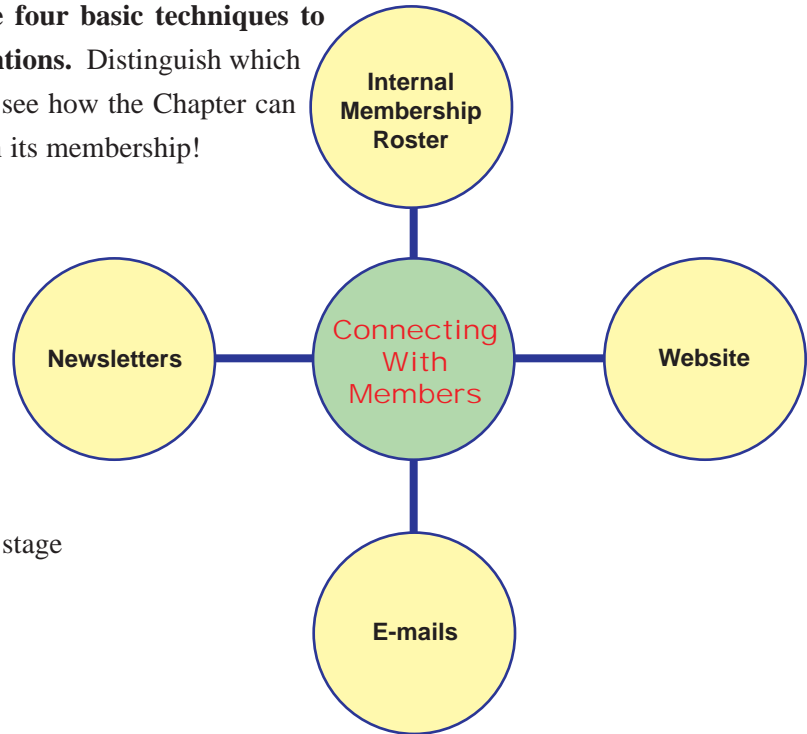 four basic techniques to
Distinguish which
see how the Chapter can
its membership!
Internal
Membership
Roster
Newsletters
Connecting
With
Members
Website
stage
E-mails